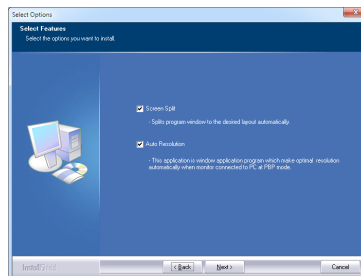 Select Options
Select Features
Select the options you want to install.
Screen Split
- Splits program window to the desired layout automatically.
Auto Resolution
- This application is window application program which make optimal resolution
automatically when monitor connected to PC at PBP mode.
InstallShield
< Back
Next >
Cancel